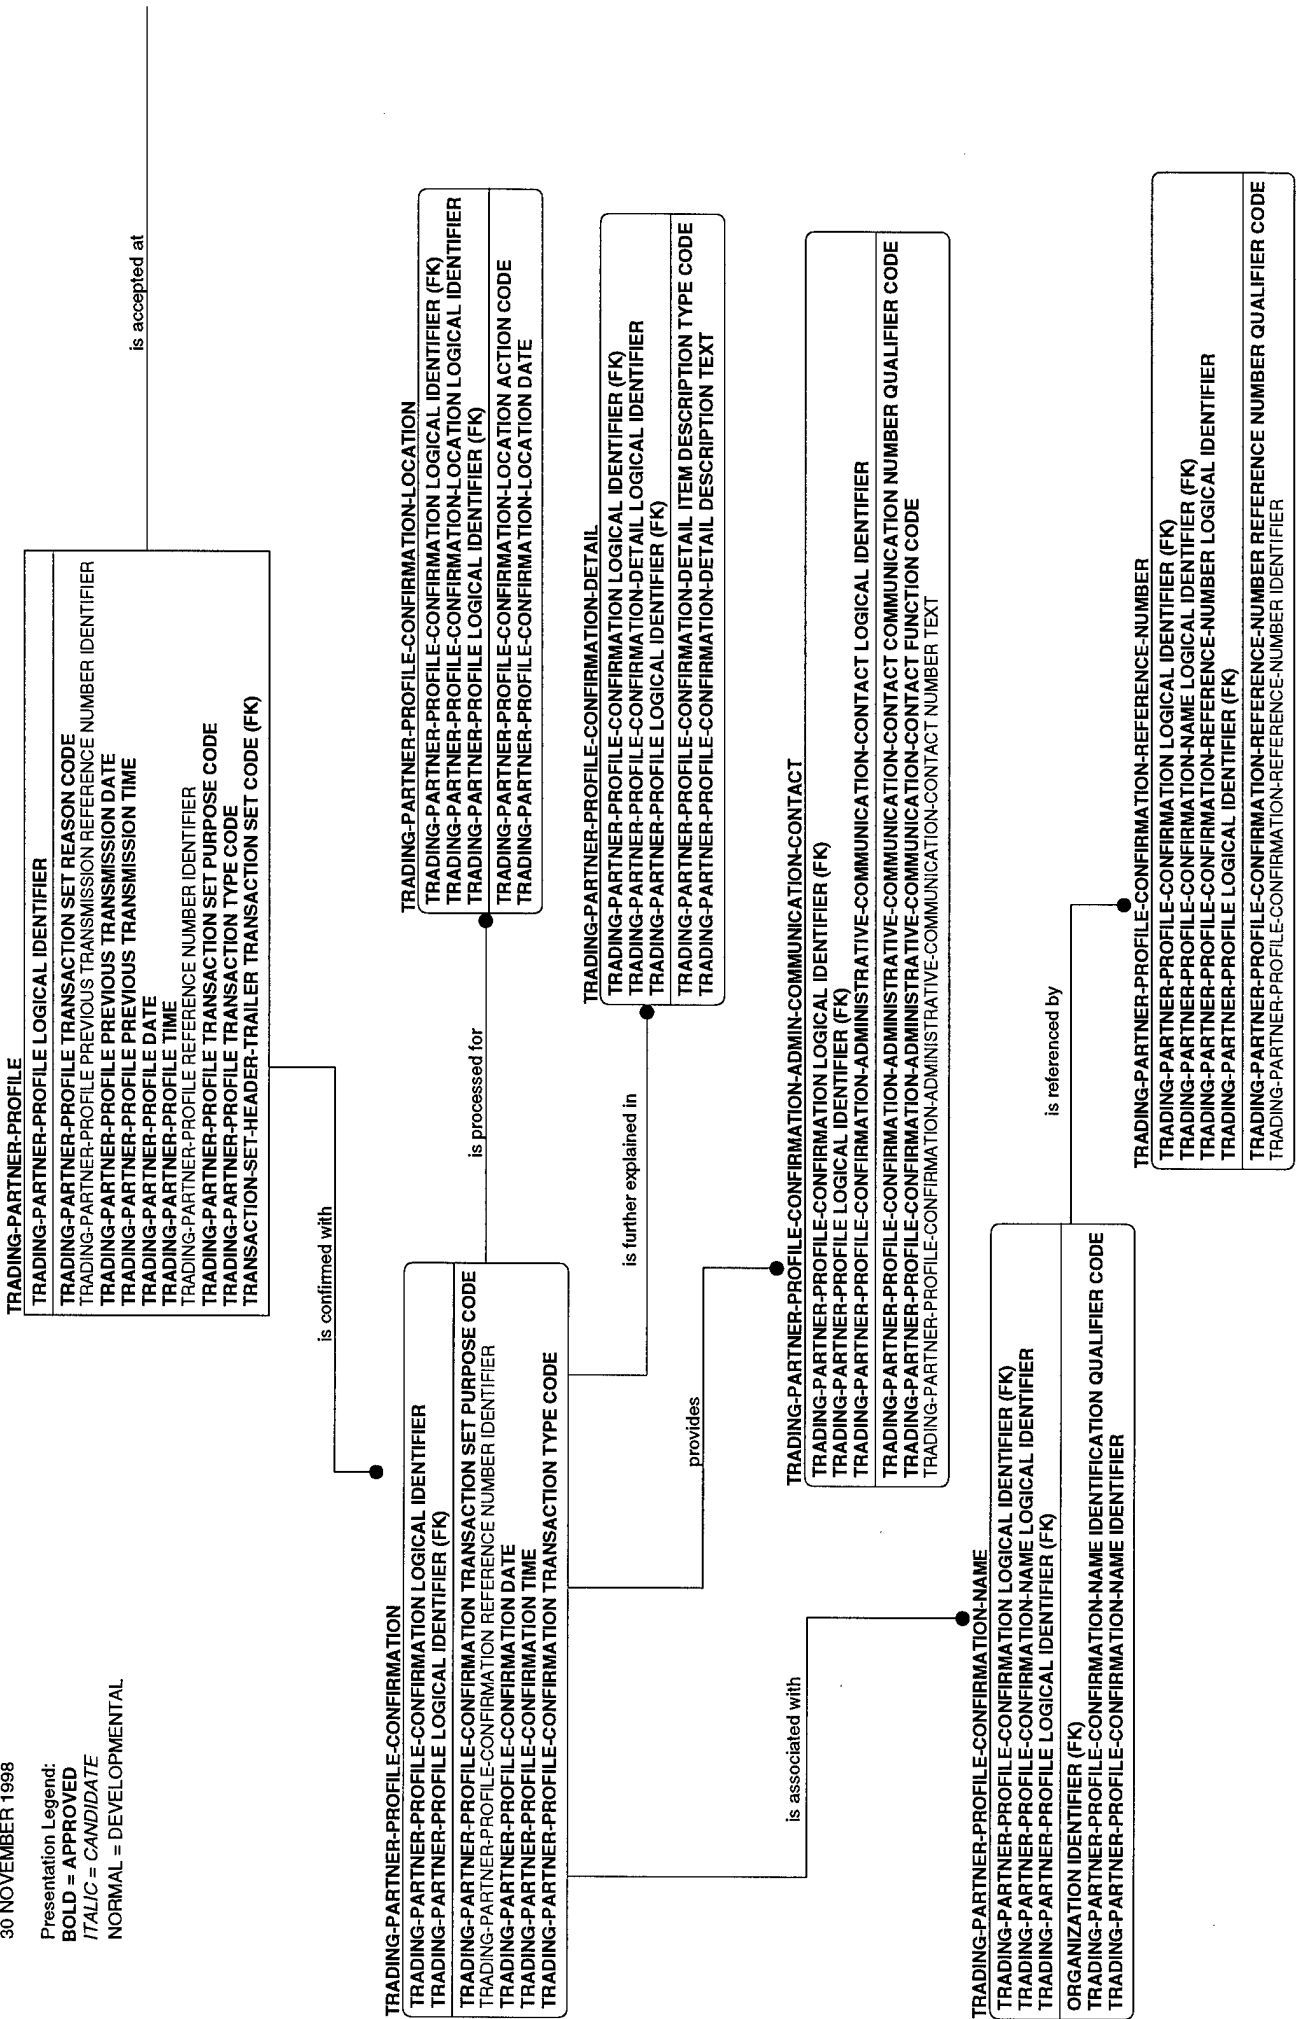 30 NOVEMBER 1998
Presentation Legend:
BOLD = APPROVED
ITALIC = CANDIDATE
NORMAL = DEVELOPMENTAL
TRADING-PARTNER-PROFILE
TRADING-PARTNER-PROFILE LOGICAL IDENTIFIER
TRADING-PARTNER-PROFILE TRANSACTION SET REASON CODE
TRADING-PARTNER-PROFILE PREVIOUS TRANSMISSION REFERENCE NUMBER IDENTIFIER
TRADING-PARTNER-PROFILE PREVIOUS TRANSMISSION DATE
TRADING-PARTNER-PROFILE PREVIOUS TRANSMISSION TIME
TRADING-PARTNER-PROFILE DATE
TRADING-PARTNER-PROFILE TIME
TRADING-PARTNER-PROFILE REFERENCE NUMBER IDENTIFIER
TRADING-PARTNER-PROFILE TRANSACTION SET PURPOSE CODE
TRADING-PARTNER-PROFILE TRANSACTION TYPE CODE
TRANSACTION-SET-HEADER-TRAILER TRANSACTION SET CODE (FK)
is accepted at
is confirmed with
TRADING-PARTNER-PROFILE-CONFIRMATION
TRADING-PARTNER-PROFILE-CONFIRMATION LOGICAL IDENTIFIER
TRADING-PARTNER-PROFILE LOGICAL IDENTIFIER (FK)
TRADING-PARTNER-PROFILE-CONFIRMATION TRANSACTION SET PURPOSE CODE
TRADING-PARTNER-PROFILE-CONFIRMATION REFERENCE NUMBER IDENTIFIER
TRADING-PARTNER-PROFILE-CONFIRMATION DATE
TRADING-PARTNER-PROFILE-CONFIRMATION TIME
TRADING-PARTNER-PROFILE-CONFIRMATION TRANSACTION TYPE CODE
is processed for
TRADING-PARTNER-PROFILE-CONFIRMATION-LOCATION
TRADING-PARTNER-PROFILE-CONFIRMATION LOGICAL IDENTIFIER (FK)
TRADING-PARTNER-PROFILE-CONFIRMATION-LOCATION LOGICAL IDENTIFIER
TRADING-PARTNER-PROFILE LOGICAL IDENTIFIER (FK)
TRADING-PARTNER-PROFILE-CONFIRMATION-LOCATION ACTION CODE
TRADING-PARTNER-PROFILE-CONFIRMATION-LOCATION DATE
is further explained in
TRADING-PARTNER-PROFILE-CONFIRMATION-DETAIL
TRADING-PARTNER-PROFILE-CONFIRMATION LOGICAL IDENTIFIER (FK)
TRADING-PARTNER-PROFILE-CONFIRMATION-DETAIL LOGICAL IDENTIFIER
TRADING-PARTNER-PROFILE LOGICAL IDENTIFIER (FK)
TRADING-PARTNER-PROFILE-CONFIRMATION-DETAIL ITEM DESCRIPTION TYPE CODE
TRADING-PARTNER-PROFILE-CONFIRMATION-DETAIL DESCRIPTION TEXT
provides
TRADING-PARTNER-PROFILE-CONFIRMATION-ADMIN-COMMUNICATION-CONTACT
TRADING-PARTNER-PROFILE-CONFIRMATION LOGICAL IDENTIFIER (FK)
TRADING-PARTNER-PROFILE LOGICAL IDENTIFIER (FK)
TRADING-PARTNER-PROFILE-CONFIRMATION-ADMINISTRATIVE-COMMUNICATION-CONTACT LOGICAL IDENTIFIER
TRADING-PARTNER-PROFILE-CONFIRMATION-ADMINISTRATIVE-COMMUNICATION-CONTACT COMMUNICATION NUMBER QUALIFIER CODE
TRADING-PARTNER-PROFILE-CONFIRMATION-ADMINISTRATIVE-COMMUNICATION-CONTACT FUNCTION CODE
TRADING-PARTNER-PROFILE-CONFIRMATION-ADMINISTRATIVE-COMMUNICATION-CONTACT NUMBER TEXT
is associated with
TRADING-PARTNER-PROFILE-CONFIRMATION-NAME
TRADING-PARTNER-PROFILE-CONFIRMATION LOGICAL IDENTIFIER (FK)
TRADING-PARTNER-PROFILE-CONFIRMATION-NAME LOGICAL IDENTIFIER
TRADING-PARTNER-PROFILE LOGICAL IDENTIFIER (FK)
ORGANIZATION IDENTIFIER (FK)
TRADING-PARTNER-PROFILE-CONFIRMATION-NAME IDENTIFICATION QUALIFIER CODE
TRADING-PARTNER-PROFILE-CONFIRMATION-NAME IDENTIFIER
is referenced by
TRADING-PARTNER-PROFILE-CONFIRMATION-REFERENCE-NUMBER
TRADING-PARTNER-PROFILE-CONFIRMATION LOGICAL IDENTIFIER (FK)
TRADING-PARTNER-PROFILE-CONFIRMATION-NAME LOGICAL IDENTIFIER (FK)
TRADING-PARTNER-PROFILE-CONFIRMATION-REFERENCE-NUMBER LOGICAL IDENTIFIER
TRADING-PARTNER-PROFILE LOGICAL IDENTIFIER (FK)
TRADING-PARTNER-PROFILE-CONFIRMATION-REFERENCE-NUMBER REFERENCE NUMBER QUALIFIER CODE
TRADING-PARTNER-PROFILE-CONFIRMATION-REFERENCE-NUMBER IDENTIFIER